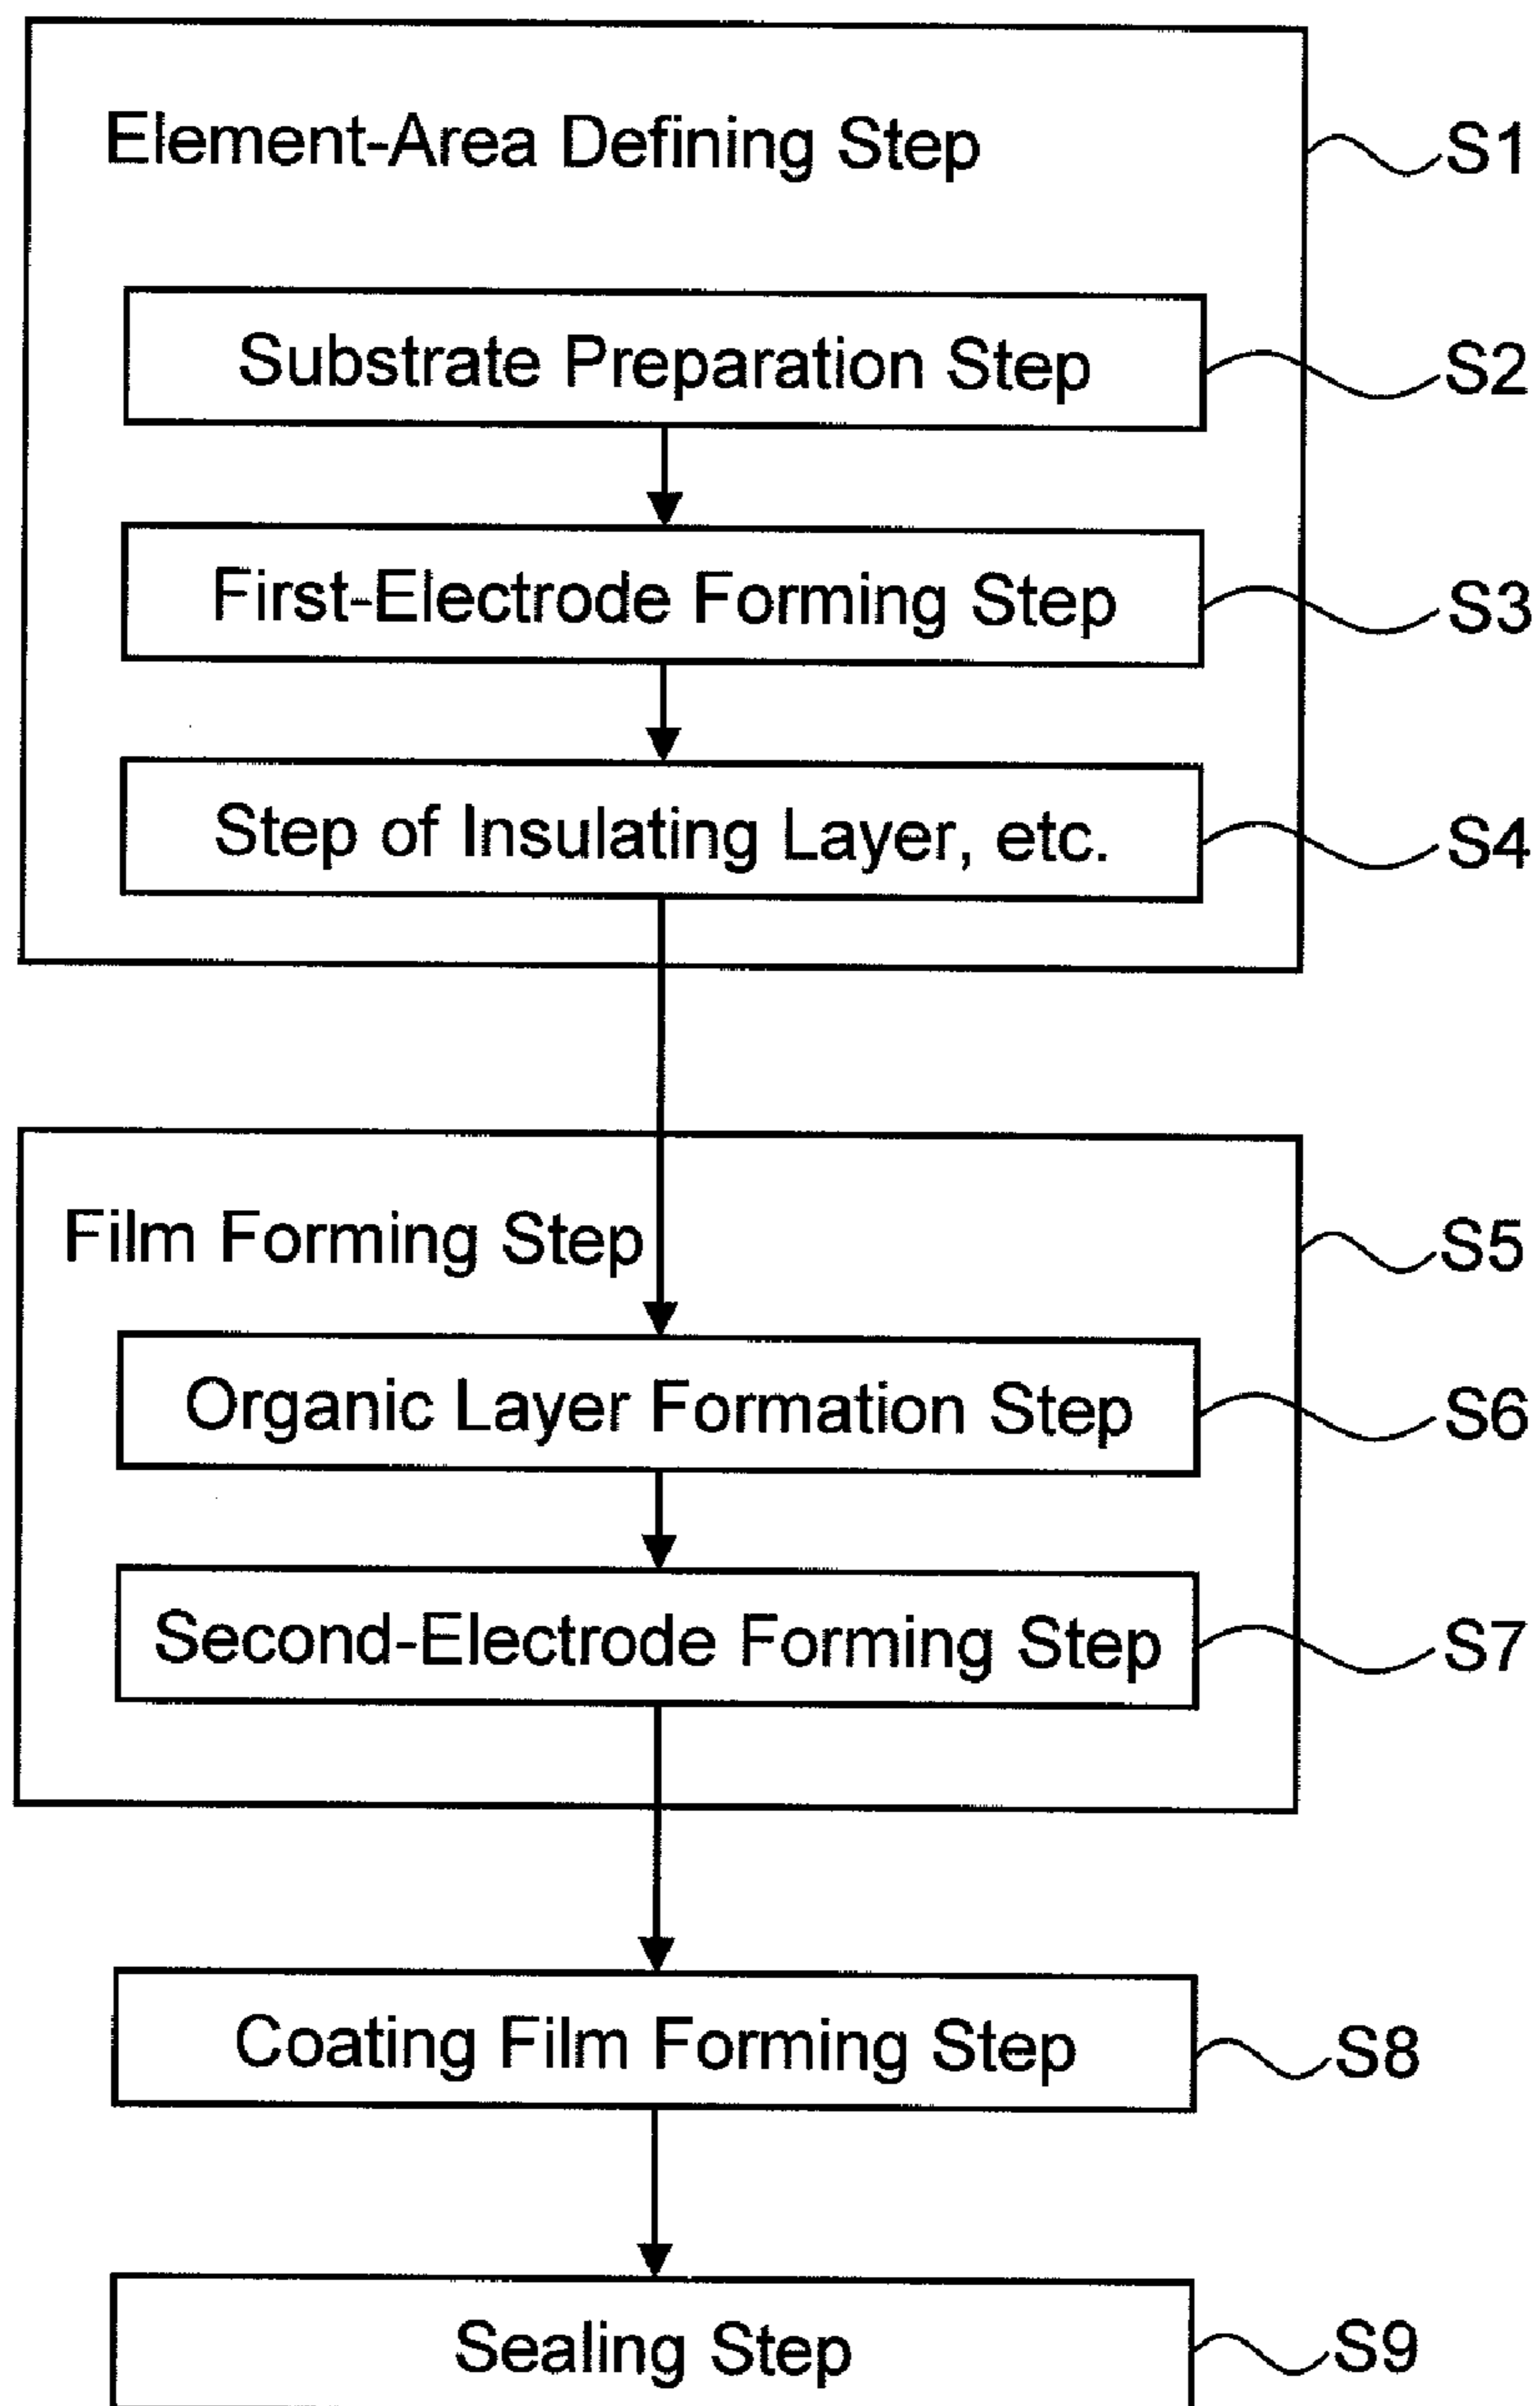 Element-Area Defining Step
S1
Substrate Preparation Step
S2
First-Electrode Forming Step
S3
Step of Insulating Layer, etc.
S4
Film Forming Step
S5
Organic Layer Formation Step
S6
Second-Electrode Forming Step
S7
Coating Film Forming Step
S8
Sealing Step
S9